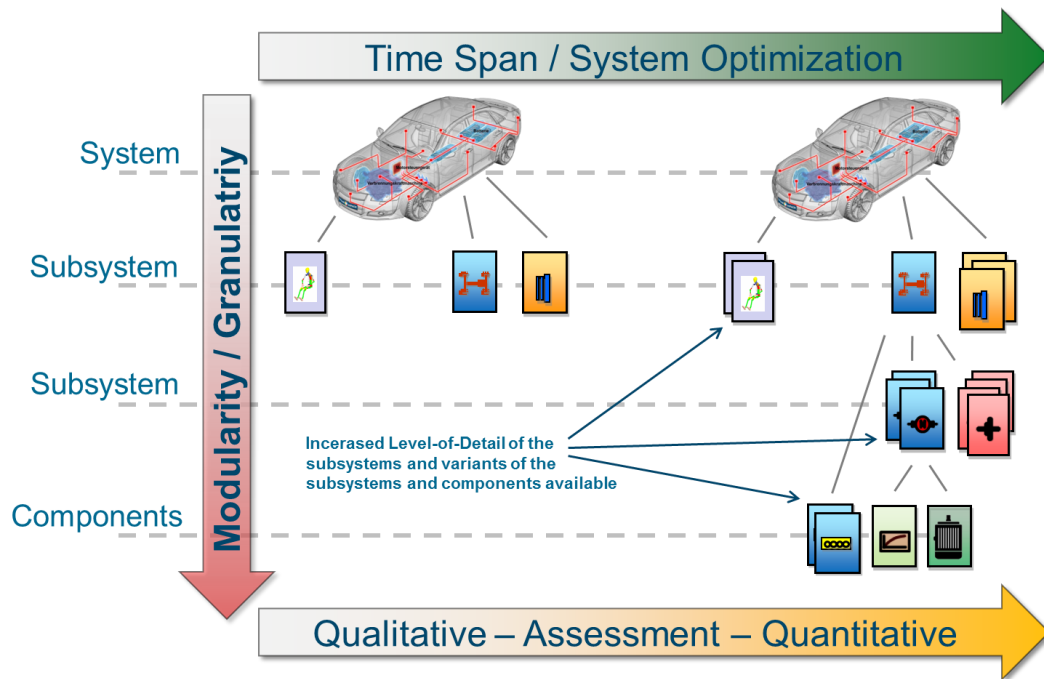 Time Span / System Optimization
Modularity / Granulatriy
System
Subsystem
Subsystem
Incerased Level-of-Detail of the
subsystems and variants of the
subsystems and components available
Components
Qualitative – Assessment – Quantitative